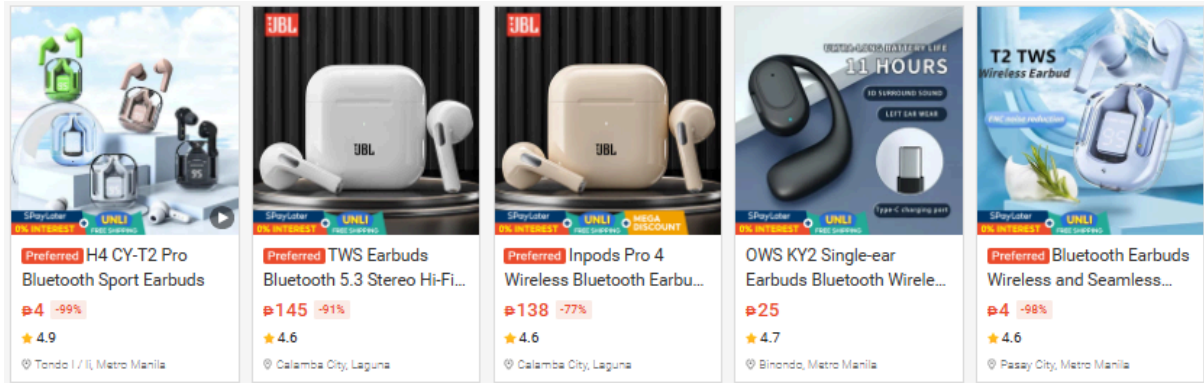 JBL
JBL
ULTRA-LONG BATTERY LIFE
11 HOURS
3D SURROUND SOUND
LEFT EAR WEAR
Type-C charging port
T2 TWS
Wireless Earbud
ENC noise reduction
95
JBL
JBL
SPayLater
0% INTEREST
+
UNLI
FREE SHIPPING
SPayLater
0% INTEREST
+
UNLI
FREE SHIPPING
SPayLater
0% INTEREST
+
UNLI
FREE SHIPPING
+
MEGA
DISCOUNT
SPayLater
0% INTEREST
+
UNLI
FREE SHIPPING
SPayLater
0% INTEREST
+
UNLI
FREE SHIPPING
Preferred H4 CY-T2 Pro
Bluetooth Sport Earbuds
₱4 -99%
4.9
Tondo I / Ii, Metro Manila
Preferred TWS Earbuds
Bluetooth 5.3 Stereo Hi-Fi...
₱145 -91%
4.6
Calamba City, Laguna
Preferred Inpods Pro 4
Wireless Bluetooth Earbu...
₱138 -77%
4.6
Calamba City, Laguna
OWS KY2 Single-ear
Earbuds Bluetooth Wirele...
₱25
4.7
Binondo, Metro Manila
Preferred Bluetooth Earbuds
Wireless and Seamless...
₱4 -98%
4.6
Pasay City, Metro Manila